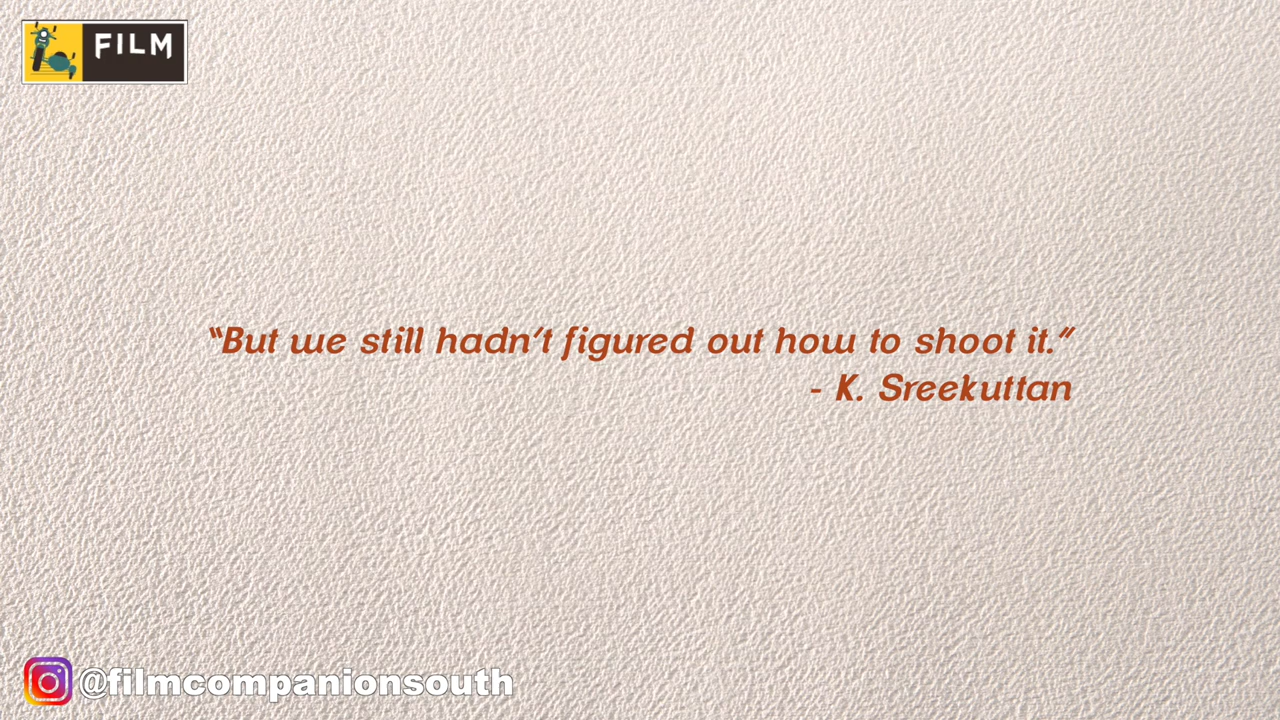 FILM
“But we still hadn’t figured out how to shoot it.”
- K. Sreekuttan
@filmcompanionsouth